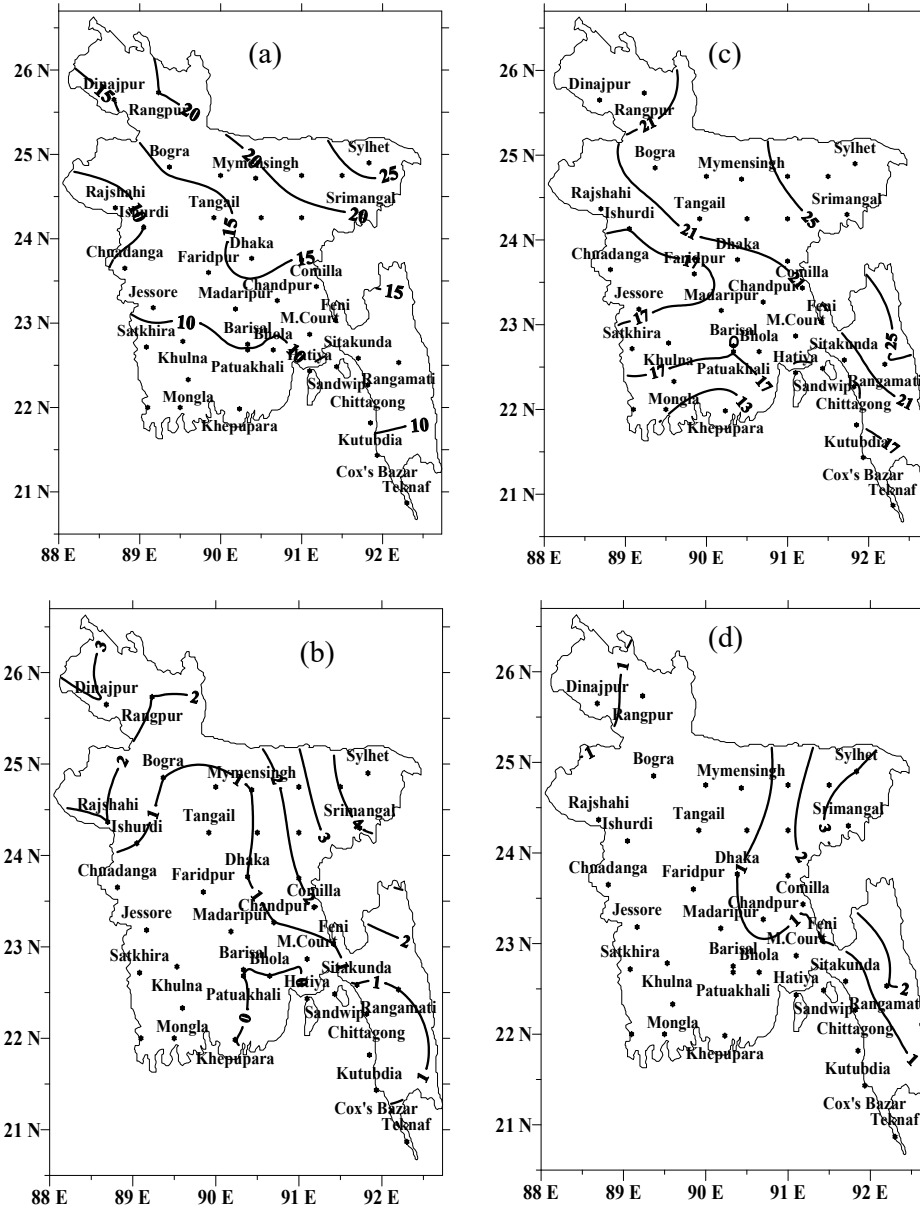 (a)
26 N
Dinajpur
15
Rangpur
20
25 N
Bogra
20
Mymensingh
Sylhet
25
Rajshahi
Ishurdi
10
Tangail
Srimangal
20
24 N
15
Dhaka
Chuadanga
Faridpur
15
Comilla
Jessore
Madaripur
Chandpur
Feni
15
23 N
10
M.Court
Satkhira
Barisal
Bhola
10
Sitakunda
Khulna
Patuakhali
Hatiya
Rangamati
Mongla
Sandwip
22 N
Khepupara
Chittagong
10
Kutubdia
Cox's Bazar
21 N
Teknaf
88 E 89 E 90 E 91 E 92 E
(c)
26 N
Dinajpur
Rangpur
21
25 N
Bogra
Mymensingh
Sylhet
Rajshahi
Ishurdi
Tangail
25
Srimangal
24 N
21
Dhaka
Chuadanga
Faridpur
17
Comilla
21
Jessore
Madaripur
Chandpur
Feni
23 N
17
M.Court
Satkhira
Barisal
Bhola
Sitakunda
25
Khulna
Patuakhali
Hatiya
17
17
Rangamati
Mongla
13
Sandwip
21
22 N
Khepupara
Chittagong
Kutubdia
17
Cox's Bazar
21 N
Teknaf
88 E 89 E 90 E 91 E 92 E
(b)
3
26 N
Dinajpur
2
Rangpur
25 N
2
Bogra
1
Mymensingh
2
Sylhet
Rajshahi
Ishurdi
1
Tangail
3
Srimangal
4
24 N
Dhaka
Chuadanga
Faridpur
1
Comilla
2
Jessore
Madaripur
Chandpur
Feni
2
23 N
M.Court
Satkhira
Barisal
Bhola
0
Sitakunda
1
Khulna
Patuakhali
Hatiya
Rangamati
Mongla
0
Sandwip
22 N
Khepupara
Chittagong
Kutubdia
1
Cox's Bazar
21 N
Teknaf
88 E 89 E 90 E 91 E 92 E
(d)
1
26 N
Dinajpur
Rangpur
1
25 N
Bogra
Mymensingh
Sylhet
Rajshahi
Ishurdi
Tangail
Srimangal
3
24 N
2
Dhaka
1
Chuadanga
Faridpur
Comilla
Jessore
Madaripur
Chandpur
1
Feni
23 N
M.Court
Satkhira
Barisal
Bhola
Sitakunda
Khulna
Patuakhali
Hatiya
2
Rangamati
Mongla
Sandwip
22 N
Khepupara
Chittagong
1
Kutubdia
Cox's Bazar
21 N
Teknaf
88 E 89 E 90 E 91 E 92 E